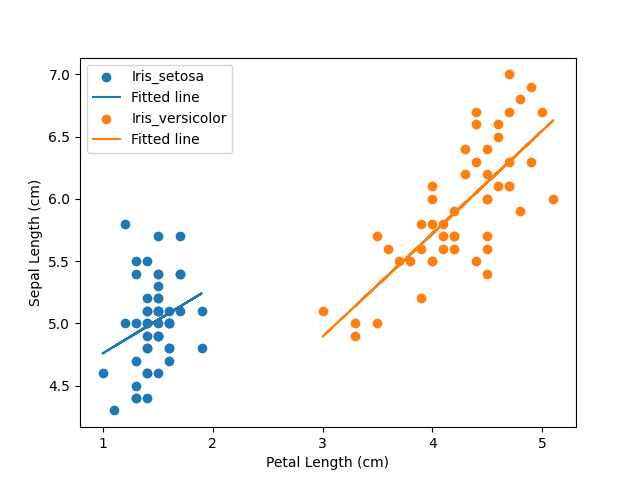 Iris_setosa
Fitted line
Iris_versicolor
Fitted line
7.0
6.5
6.0
5.5
5.0
4.5
Sepal Length (cm)
1 2 3 4 5
Petal Length (cm)